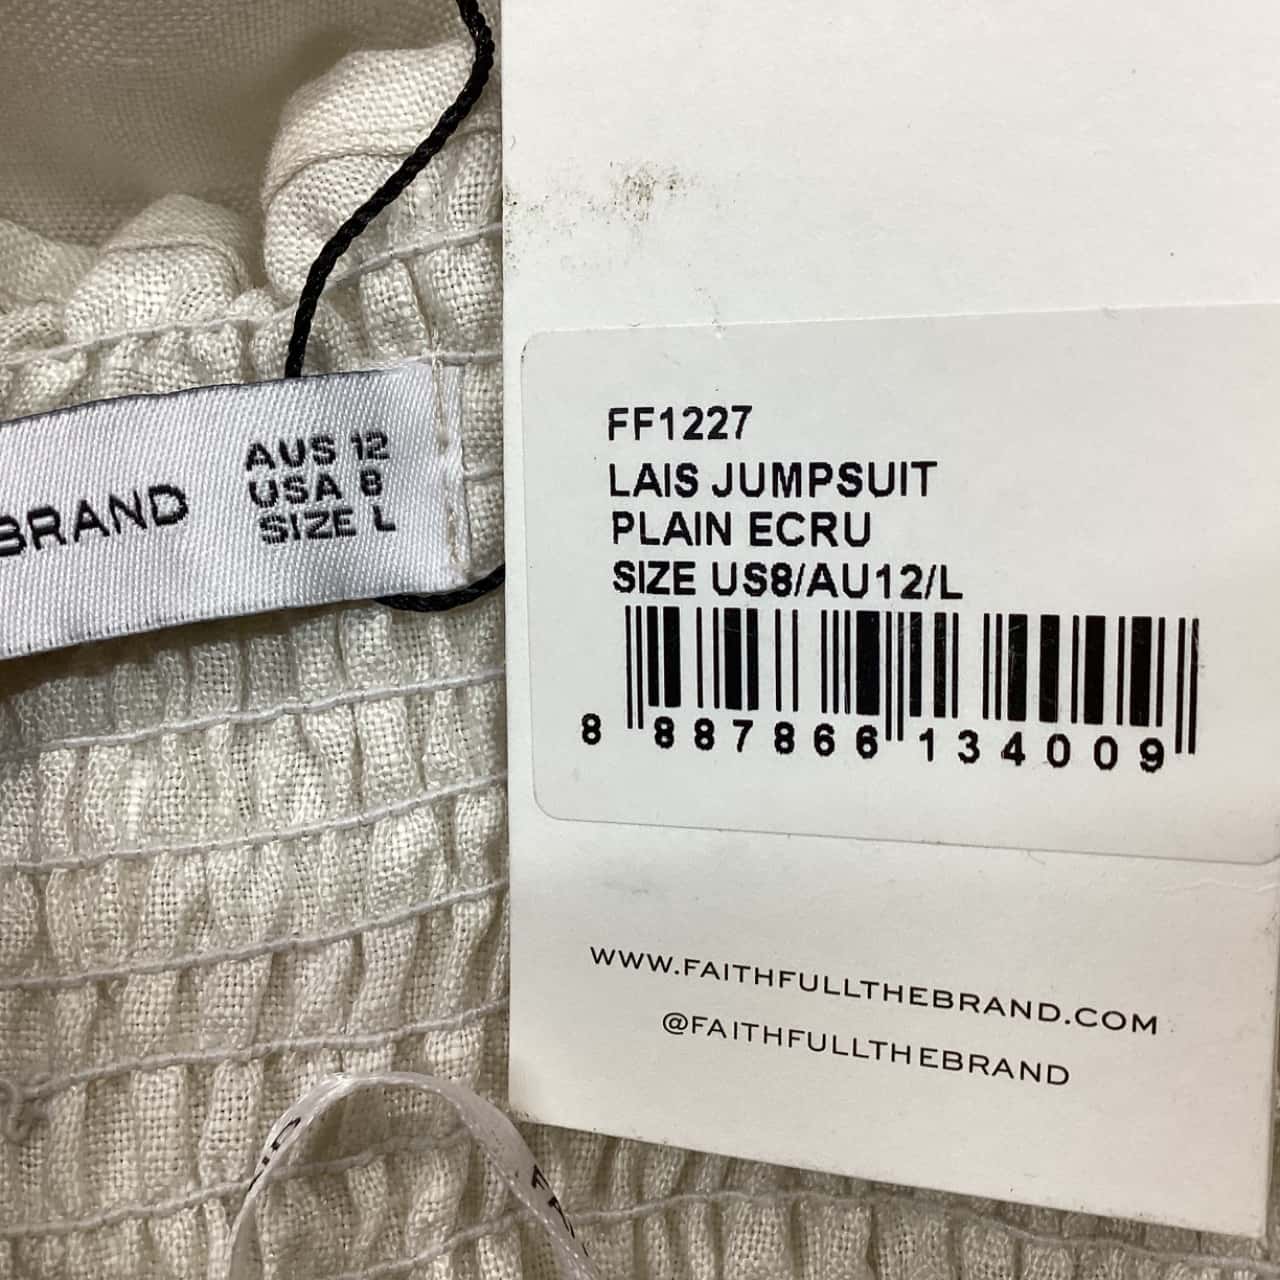 BRAND
AUS 12
USA 8
SIZE L
FF1227
LAIS JUMPSUIT
PLAIN ECRU
SIZE US8/AU12/L
8 887866 134009
WWW.FAITHFULLTHEBRAND.COM
@FAITHFULLTHEBRAND